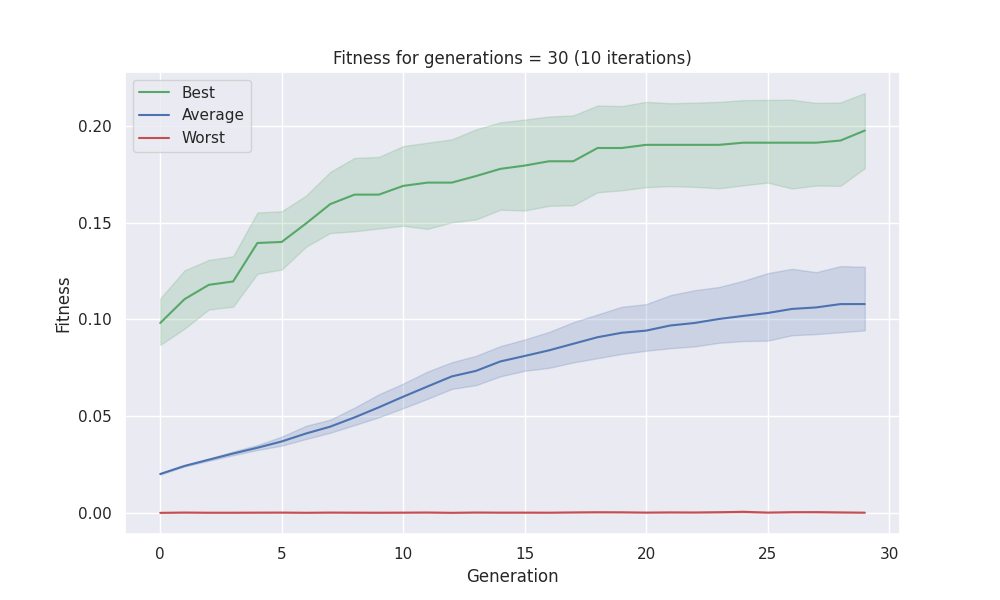 Fitness for generations = 30 (10 iterations)
Best
Average
Worst
Fitness
0.20
0.15
0.10
0.05
0.00
0 5 10 15 20 25 30
Generation